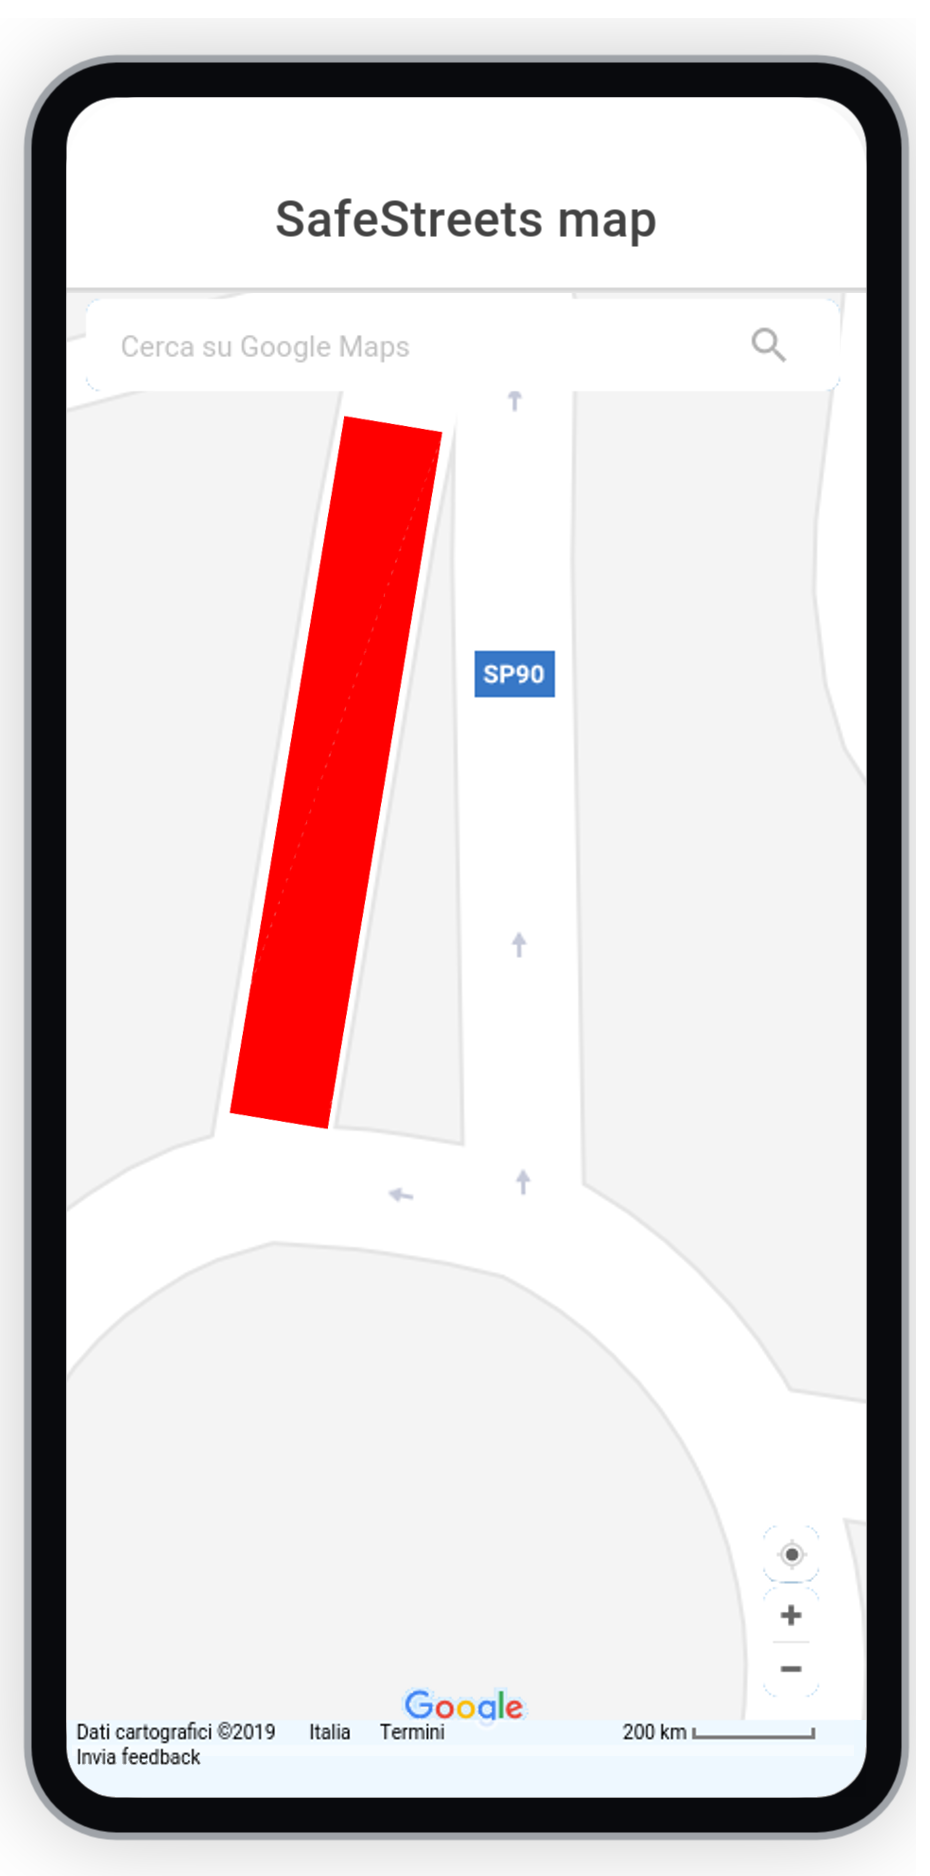 SafeStreets map
Cerca su Google Maps
SP90
Google
Dati cartografici ©2019 Italia Termini 200 km
Invia feedback